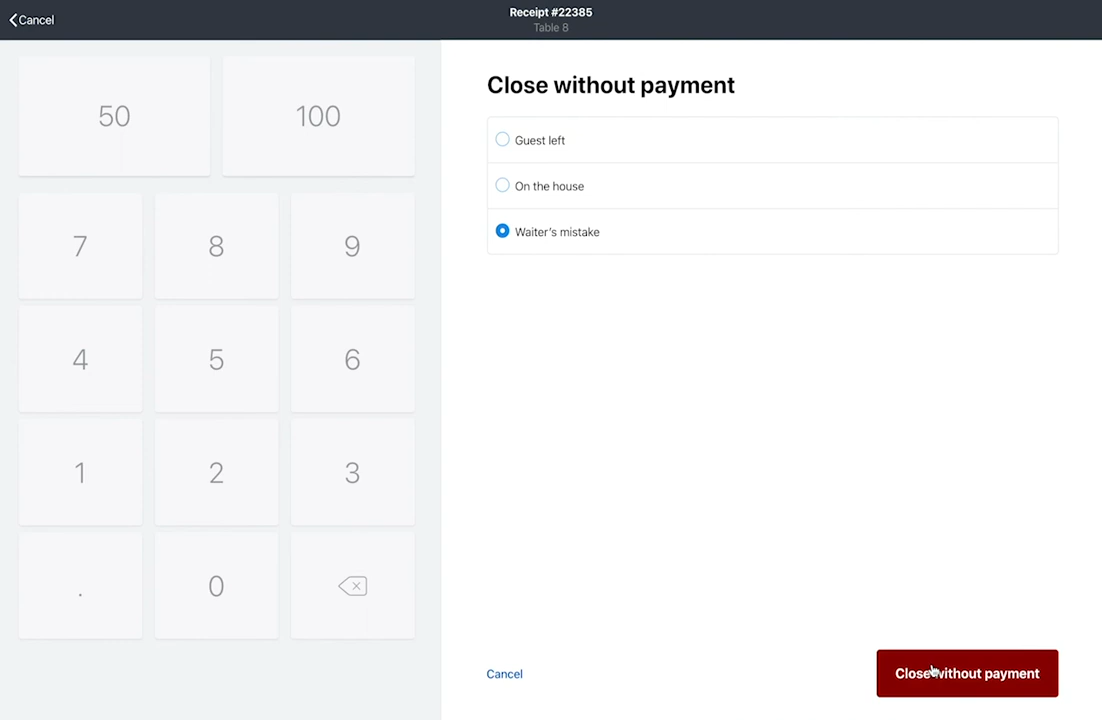 Cancel
Receipt #22385
Table 8
50
100
7
8
9
4
5
6
1
2
3
.
0
Close without payment
Guest left
On the house
Waiter's mistake
Cancel
Close without payment